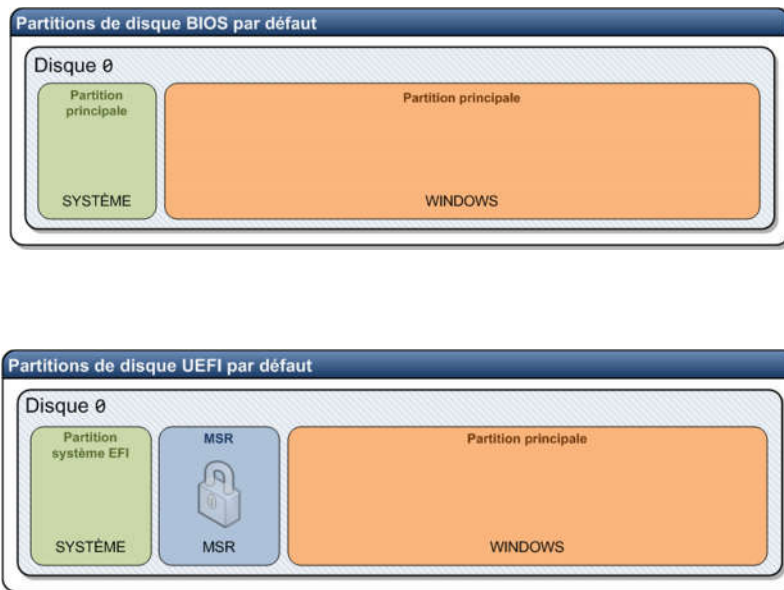 Partitions de disque BIOS par défaut
Disque 0
Partition
principale
Partition principale
SYSTÈME
WINDOWS
Partitions de disque UEFI par défaut
Disque 0
Partition
système EFI
MSR
Partition principale
SYSTÈME
MSR
WINDOWS